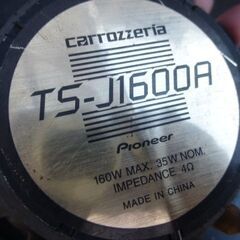 carrozzeria
TS-J1600A
Pioneer
160W MAX. 35W NOM.
IMPEDANCE 4Ω
MADE IN CHINA